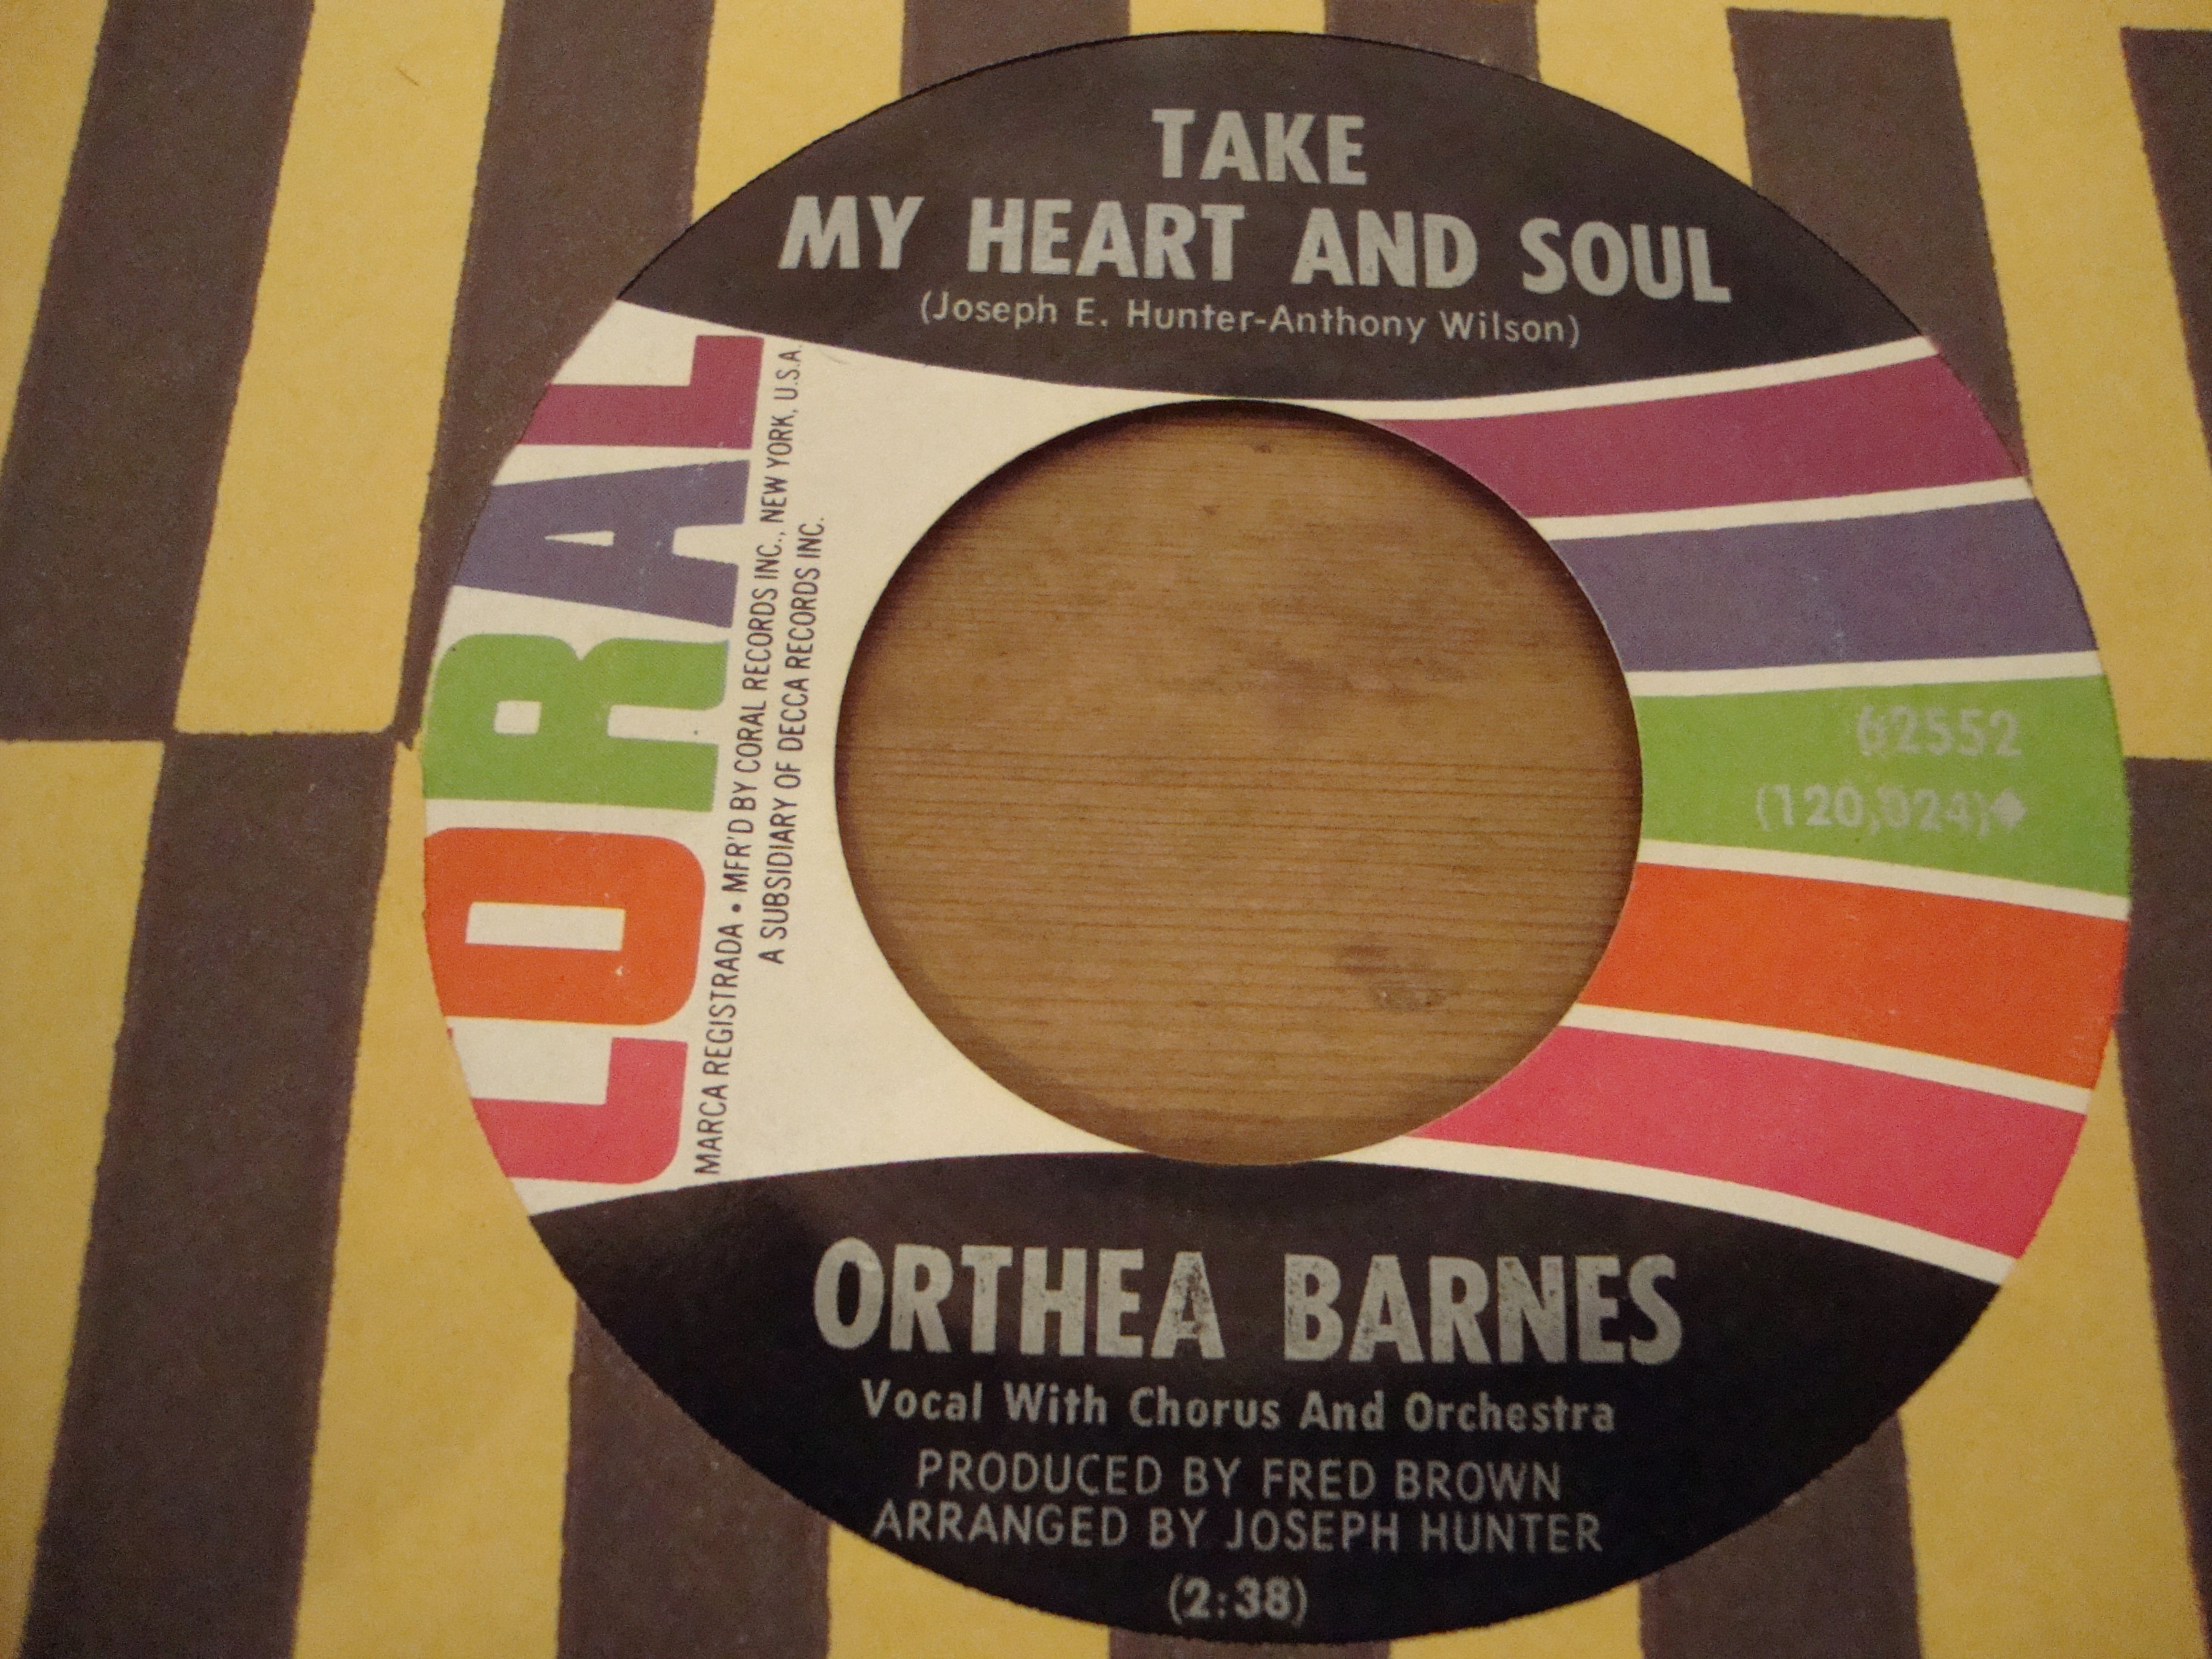 TAKE
MY HEART AND SOUL
(Joseph E. Hunter-Anthony Wilson)
CORAL
MARCA REGISTRADA • MFR'D BY CORAL RECORDS INC., NEW YORK, U.S.A.
A SUBSIDIARY OF DECCA RECORDS INC.
62552
(120,824)◆
ORTHEA BARNES
Vocal With Chorus And Orchestra
PRODUCED BY FRED BROWN
ARRANGED BY JOSEPH HUNTER
(2:38)